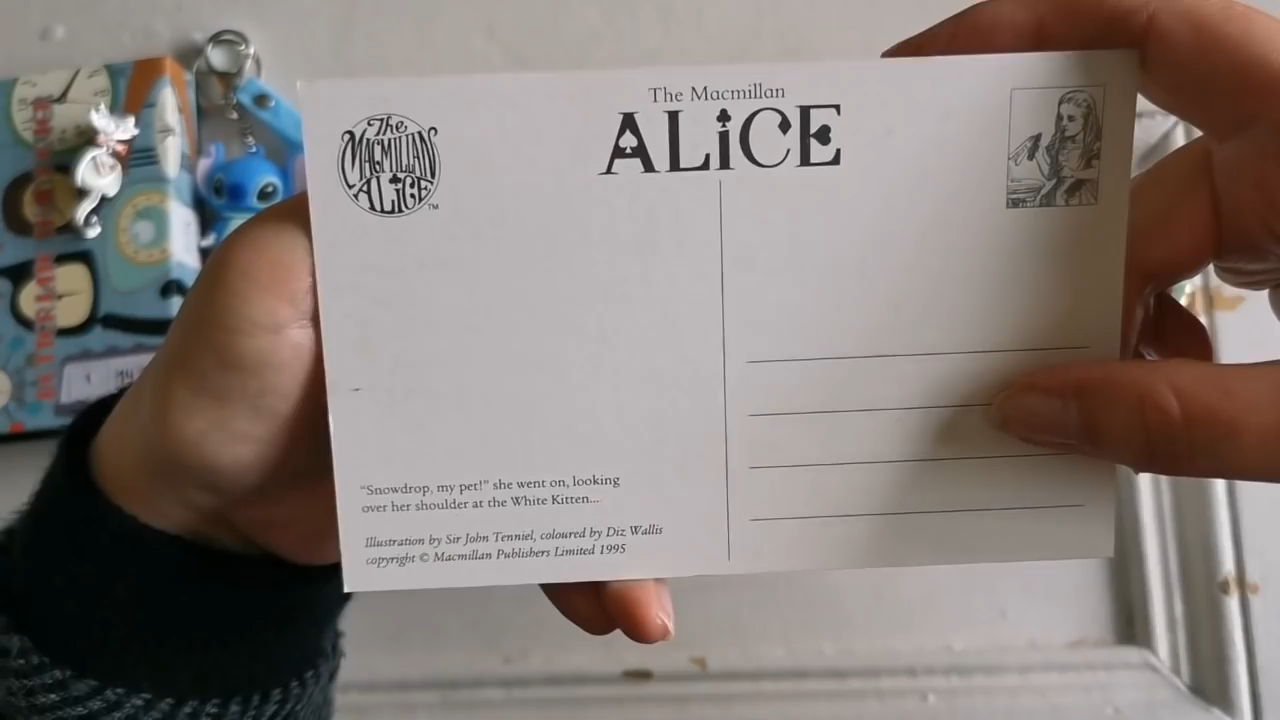 The Macmillan
ALiCE
The
MACMILLAN
ALiCE
TM
“Snowdrop, my pet!” she went on, looking
over her shoulder at the White Kitten...
Illustration by Sir John Tenniel, coloured by Diz Wallis
copyright © Macmillan Publishers Limited 1995